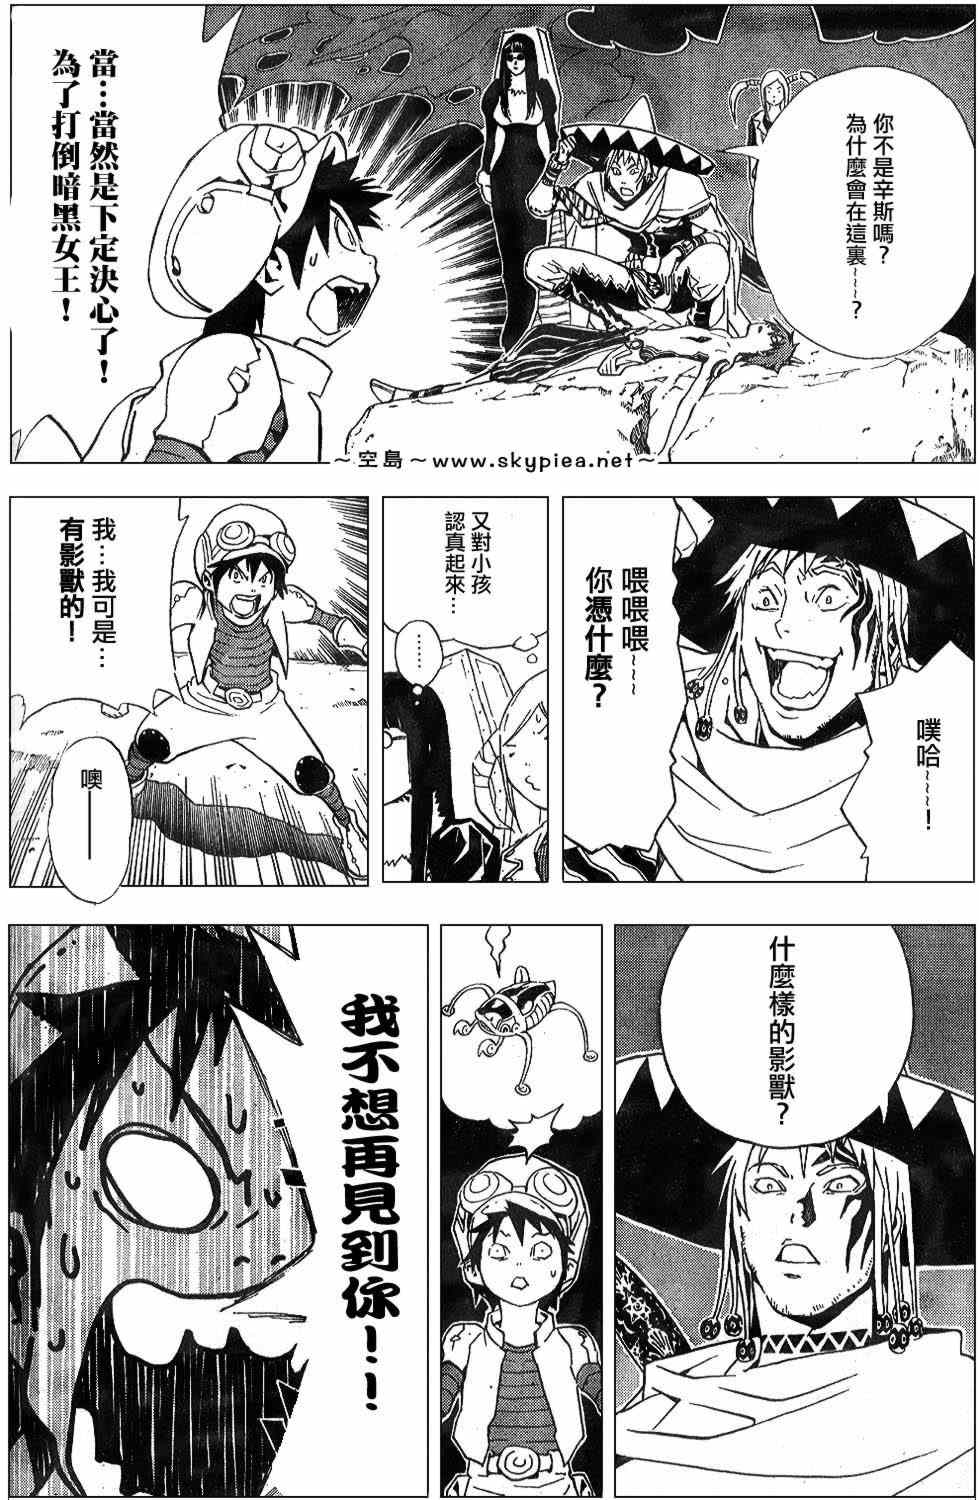 你不是辛斯嗎？
為什麼會在這裏~~~？
當…當然是下定決心了！
為了打倒暗黑女王！
~空島~www.skypiea.net~
噗哈~~~！
喂喂喂~~~
你憑什麼？
又對小孩
認真起來…
……
我…我可是…
有影獸的！
噢——
什麼樣的影獸？
我不想再見到你！！